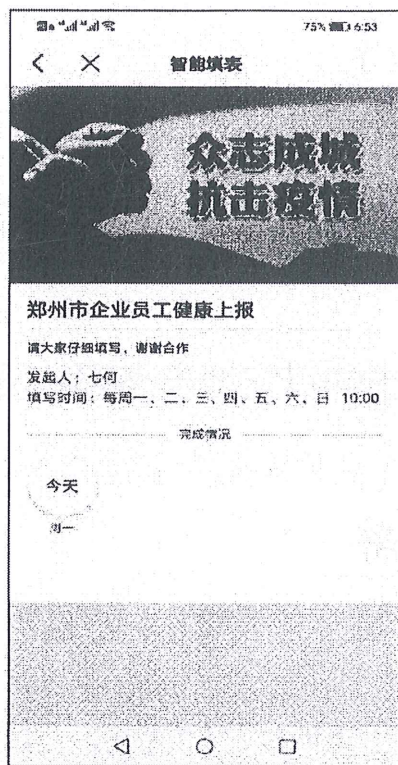 75% 6:53
智能填表
众志成城
抗击疫情
郑州市企业员工健康上报
请大家仔细填写，谢谢合作
发起人：七何
填写时间：每周一、二、三、四、五、六、日 10:00
完成情况
今天
周一